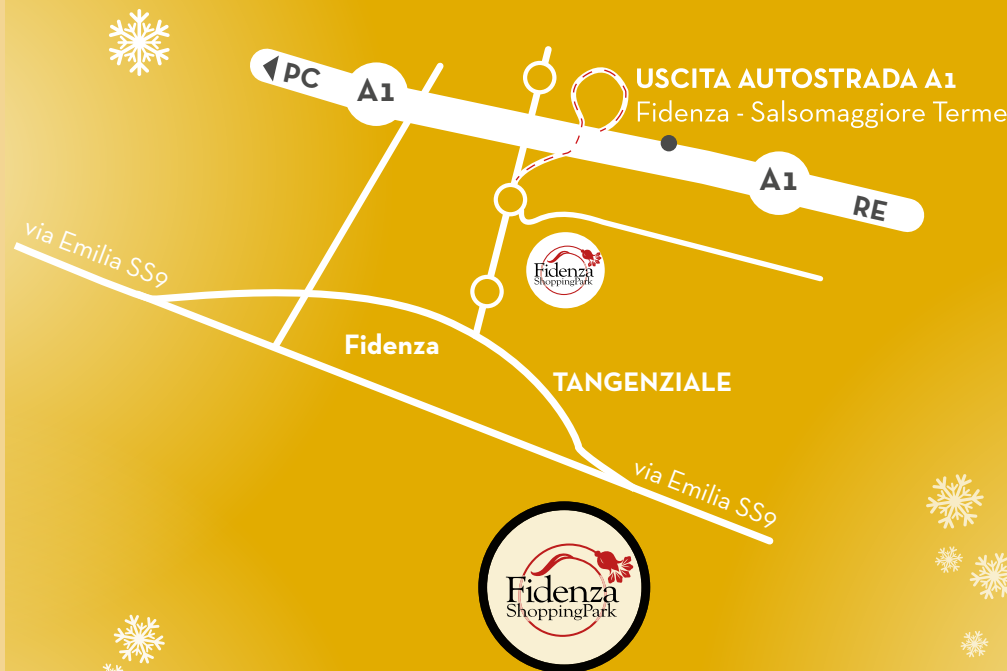 PC
A1
USCITA AUTOSTRADA A1
Fidenza - Salsomaggiore Terme
A1
RE
via Emilia SS9
Fidenza
ShoppingPark
Fidenza
TANGENZIALE
via Emilia SS9
Fidenza
ShoppingPark